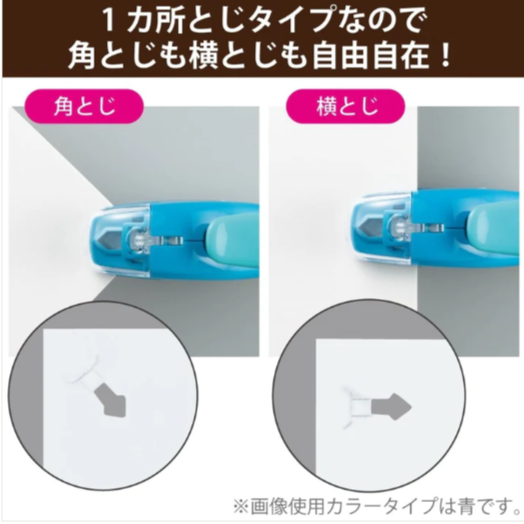 1カ所とじタイプなので
角とじも横とじも自由自在！
角とじ
横とじ
※画像使用カラータイプは青です。